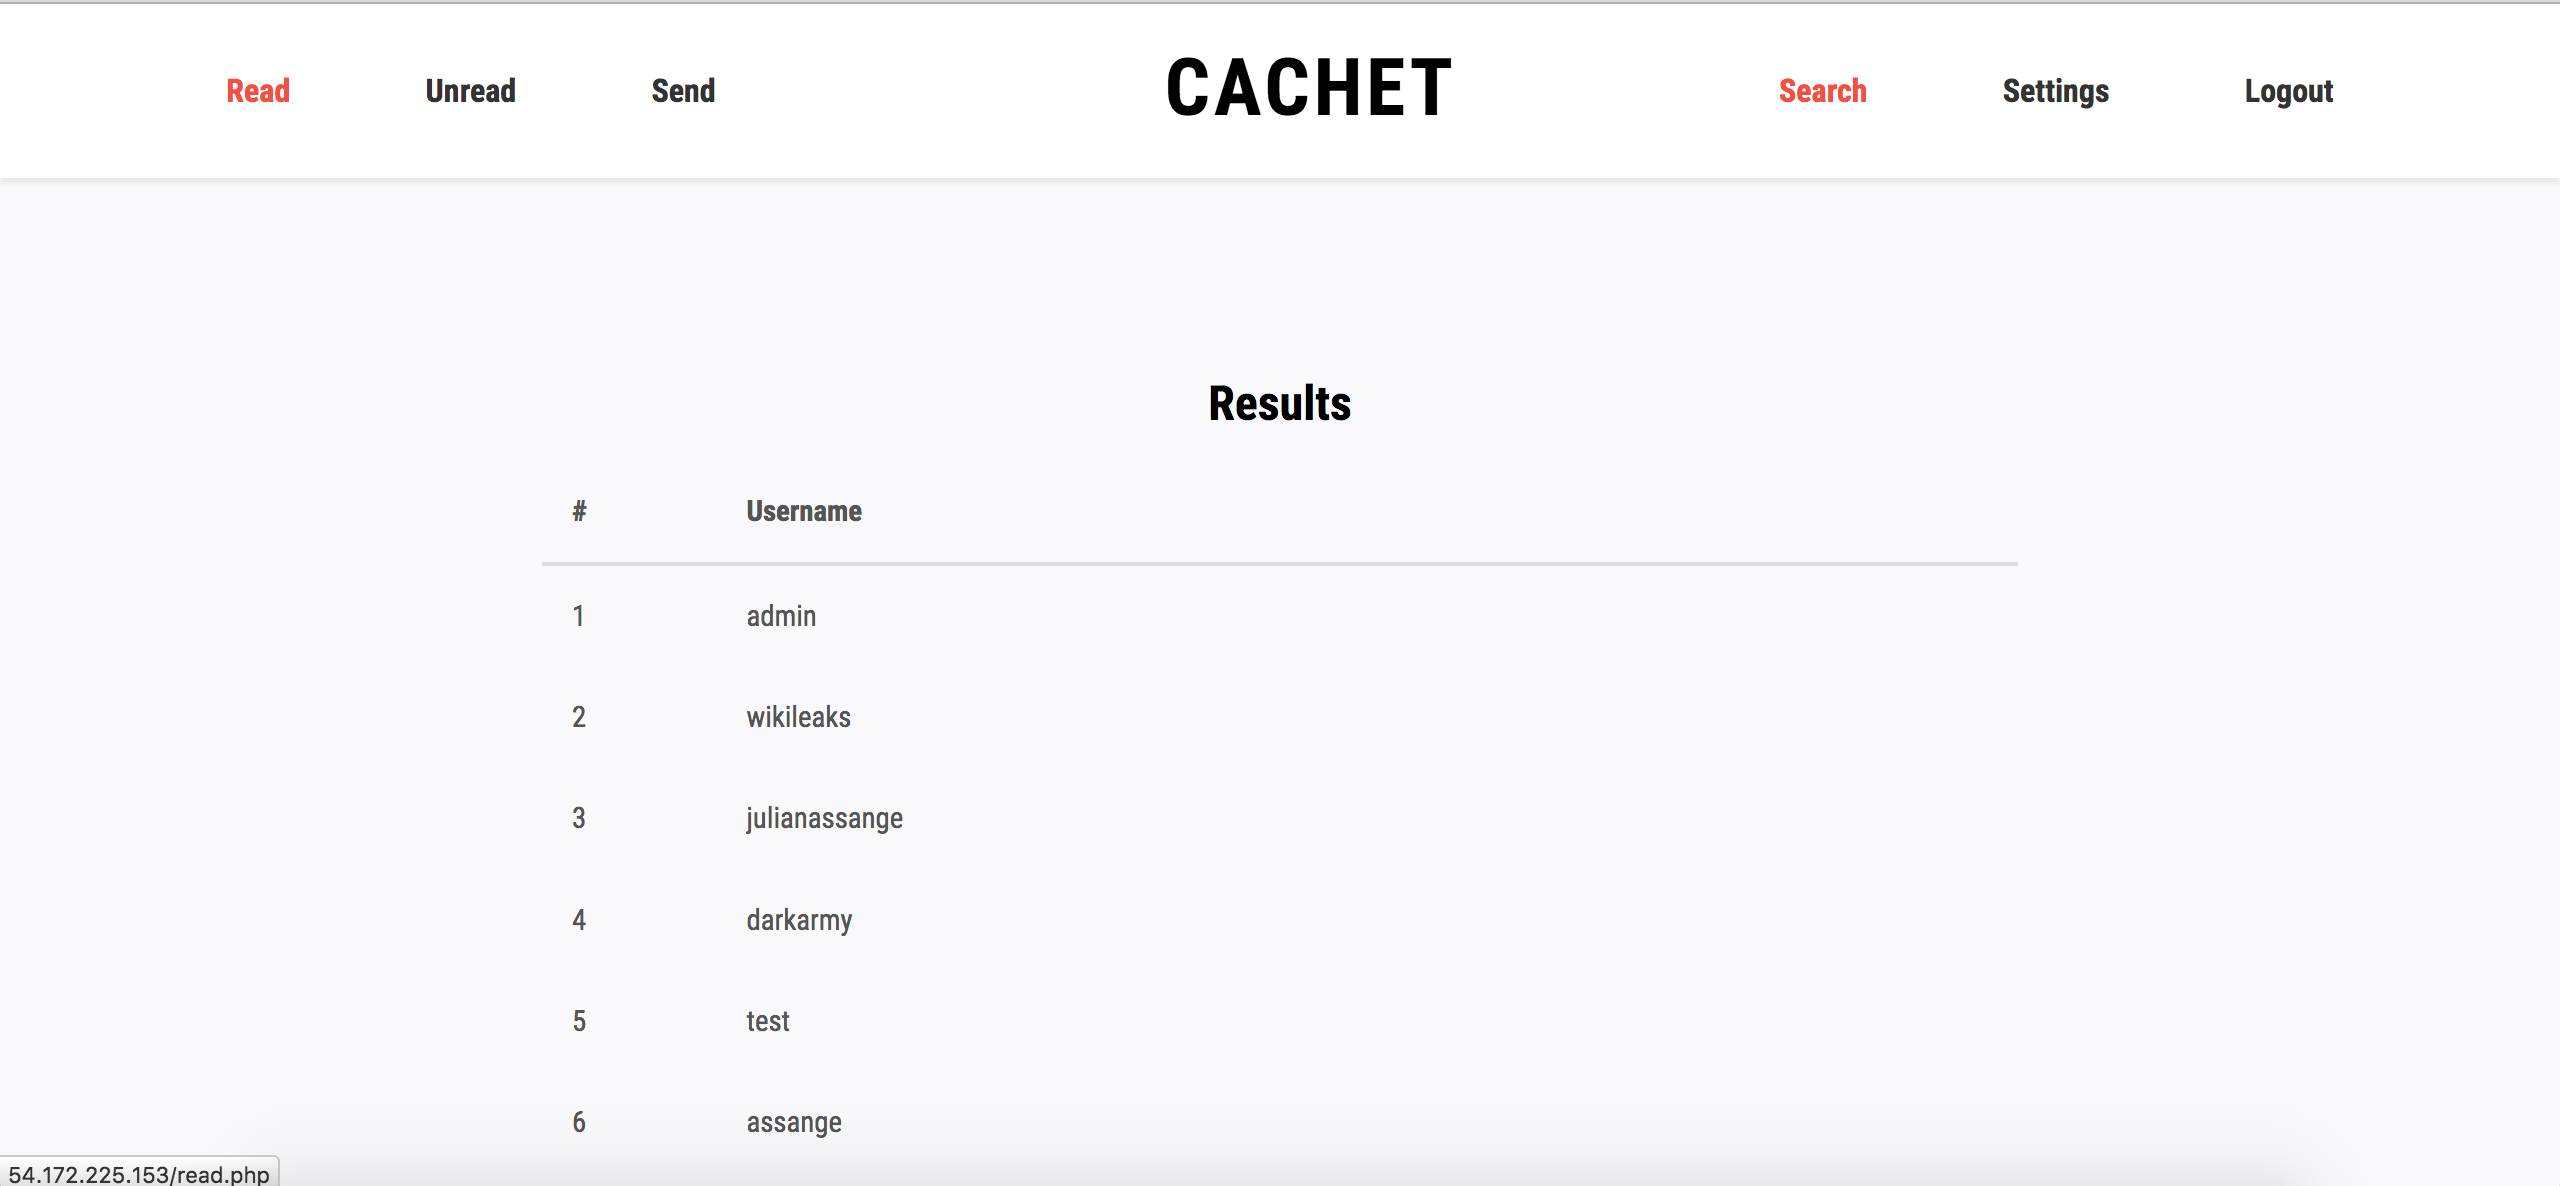 Read Unread Send CACHET Search Settings Logout
Results
# Username
1 admin
2 wikileaks
3 julianassange
4 darkarmy
5 test
6 assange
54.172.225.153/read.php